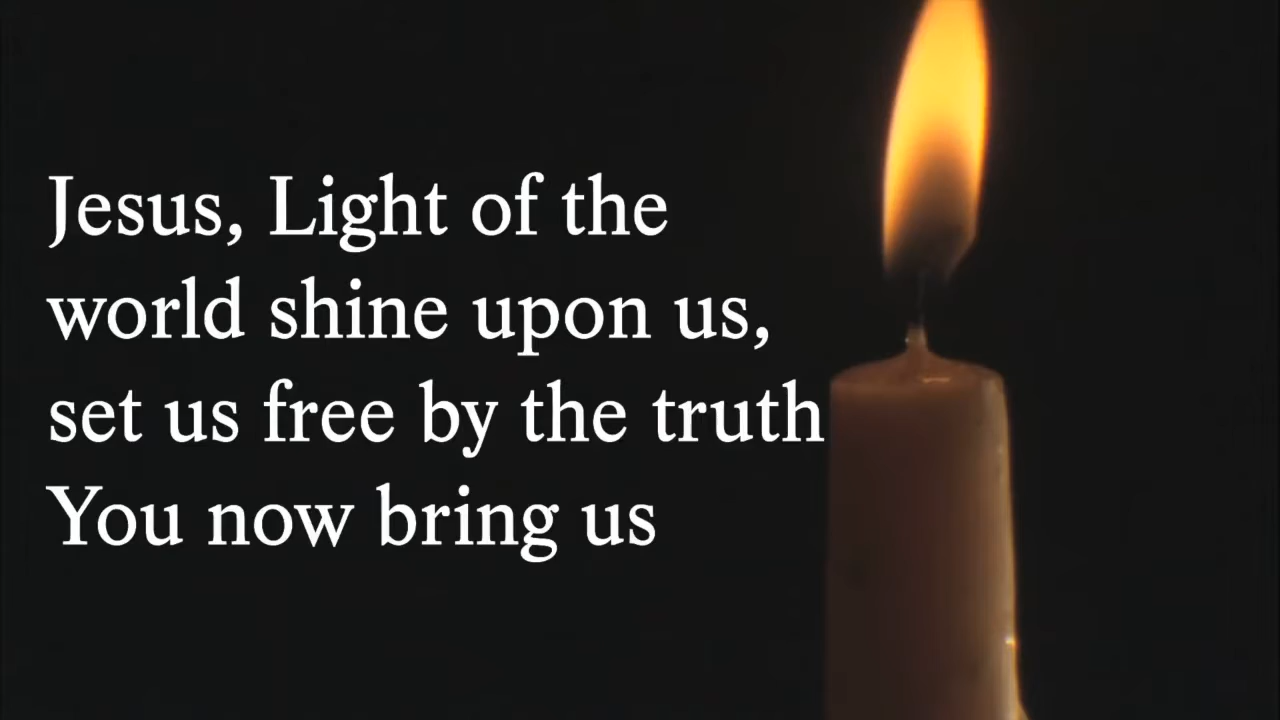 Jesus, Light of the
world shine upon us,
set us free by the truth
You now bring us